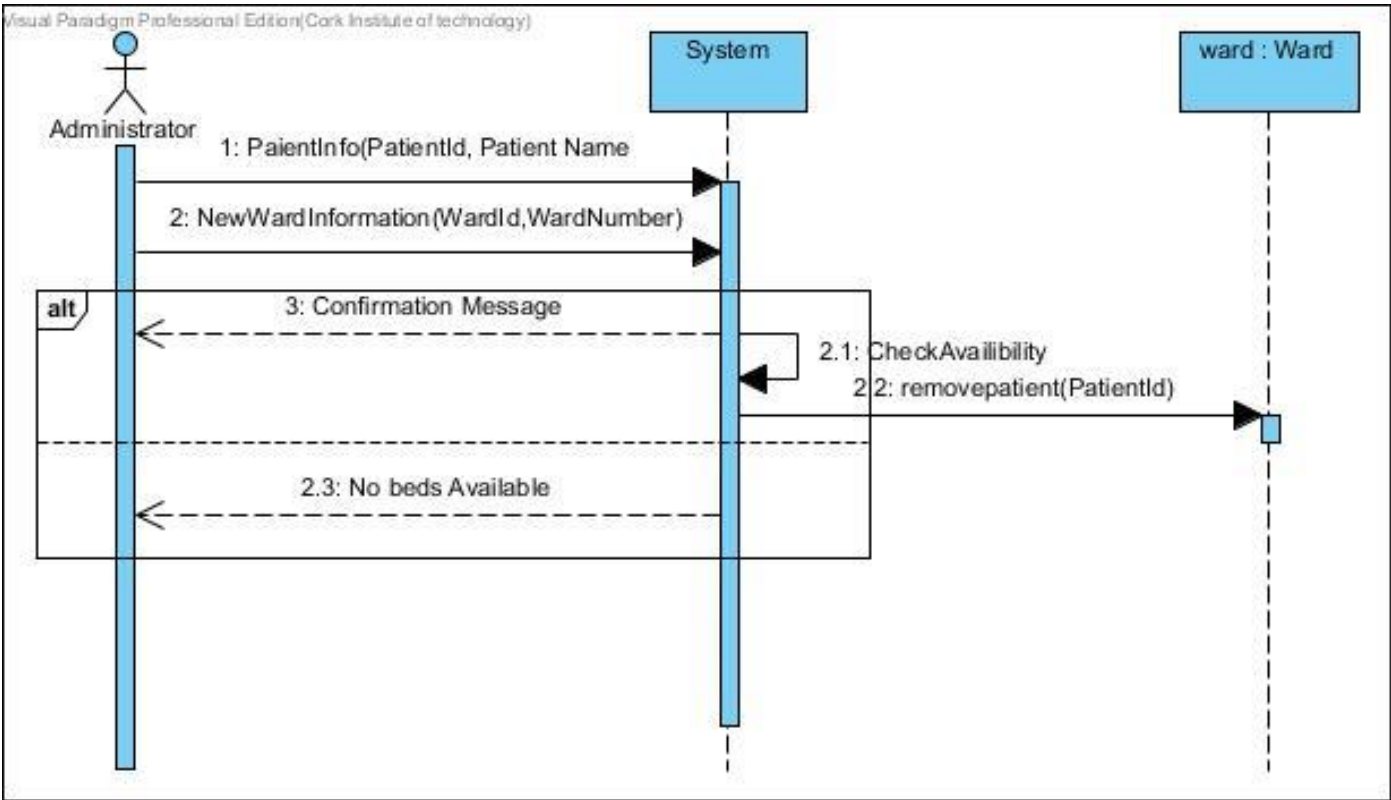 Visual Paradigm Professional Edition(Cork Institute of technology)
System
ward : Ward
Administrator
1: PaientInfo(PatientId, Patient Name
2: NewWardInformation(WardId,WardNumber)
alt
3: Confirmation Message
2.1: CheckAvailibility
2.2: removepatient(PatientId)
2.3: No beds Available